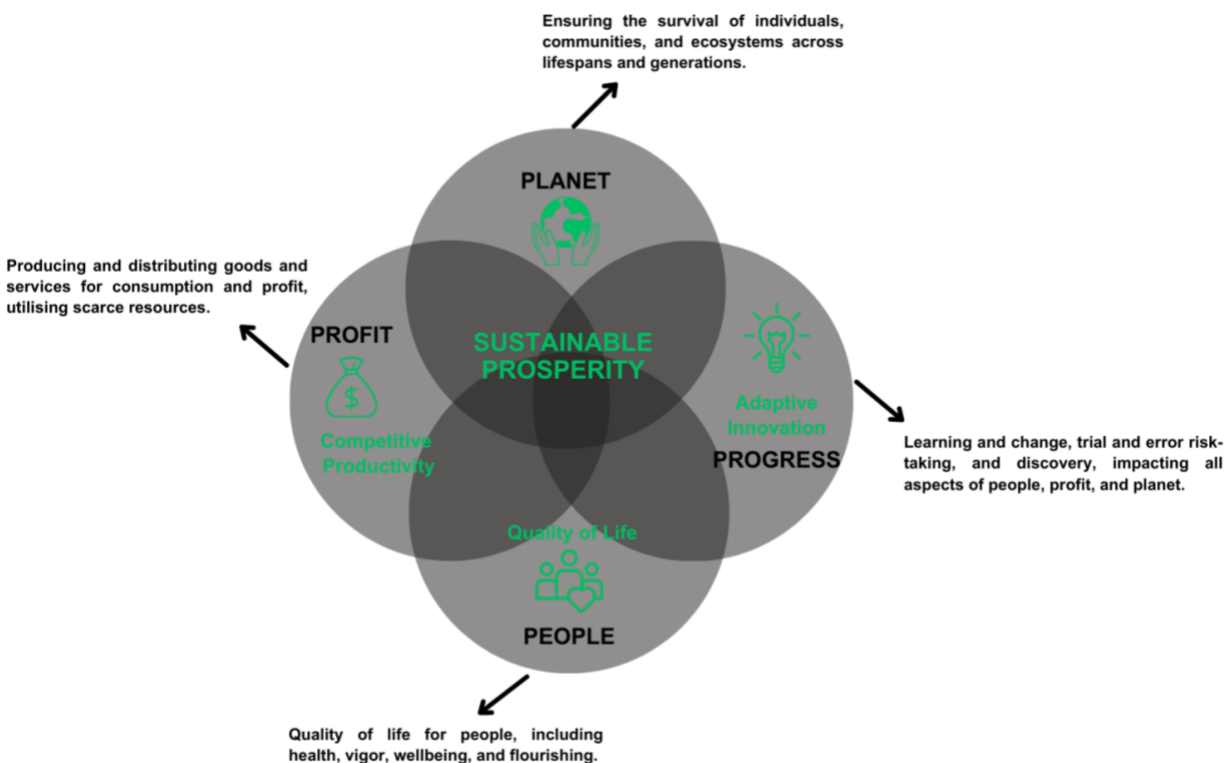 Ensuring the survival of individuals,
communities, and ecosystems across
lifespans and generations.
PLANET
Producing and distributing goods and
services for consumption and profit,
utilising scarce resources.
PROFIT
$
Competitive
Productivity
SUSTAINABLE
PROSPERITY
Adaptive
Innovation
PROGRESS
Learning and change, trial and error risk-
taking, and discovery, impacting all
aspects of people, profit, and planet.
Quality of Life
PEOPLE
Quality of life for people, including
health, vigor, wellbeing, and flourishing.